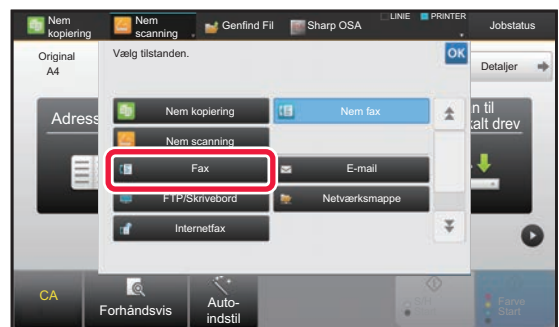 Nem
kopiering
Nem
scanning
Genfind Fil
Sharp OSA
LINIE
PRINTER
Jobstatus
Original
A4
Vælg tilstanden.
OK
Detaljer
Adress
n til
kalt drev
Nem kopiering
Nem fax
Nem scanning
Fax
E-mail
FTP/Skrivebord
Netværksmappe
Internetfax
CA
Forhåndsvis
Auto-
indstil
S/H
Farve
Start